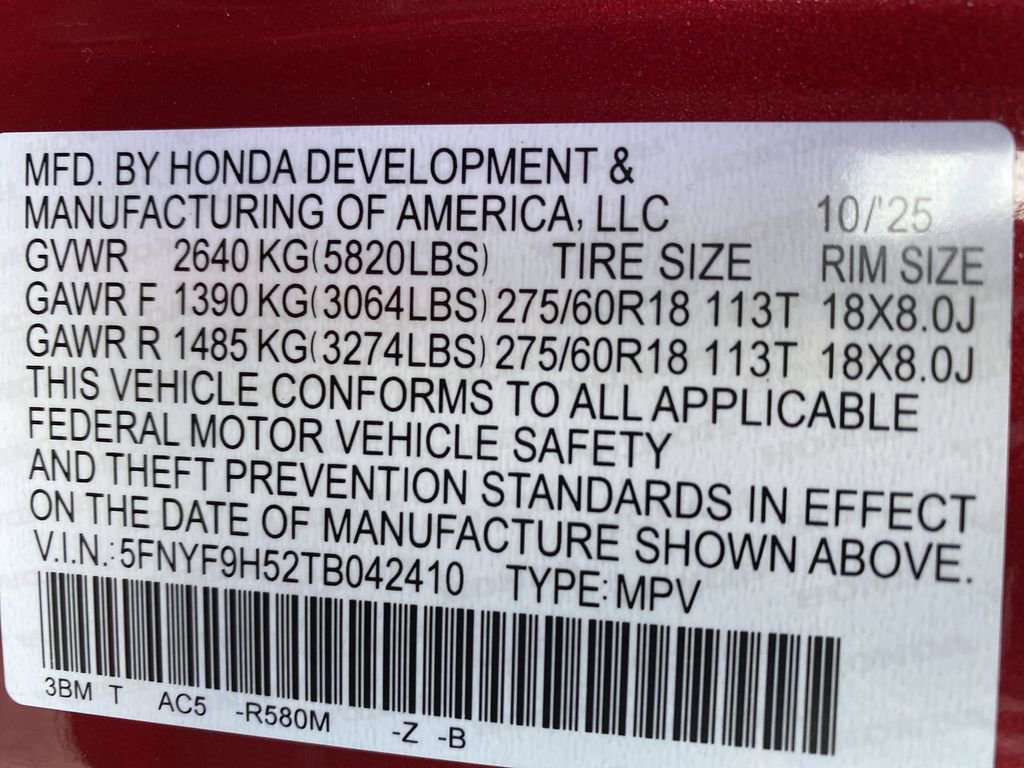 MFD. BY HONDA DEVELOPMENT &
MANUFACTURING OF AMERICA, LLC 10/'25
GVWR 2640 KG(5820LBS) TIRE SIZE RIM SIZE
GAWR F 1390 KG(3064LBS) 275/60R18 113T 18X8.0J
GAWR R 1485 KG(3274LBS) 275/60R18 113T 18X8.0J
THIS VEHICLE CONFORMS TO ALL APPLICABLE
FEDERAL MOTOR VEHICLE SAFETY
AND THEFT PREVENTION STANDARDS IN EFFECT
ON THE DATE OF MANUFACTURE SHOWN ABOVE.
V.I.N.: 5FNYF9H52TB042410 TYPE: MPV
3BM T AC5 -R580M -Z -B